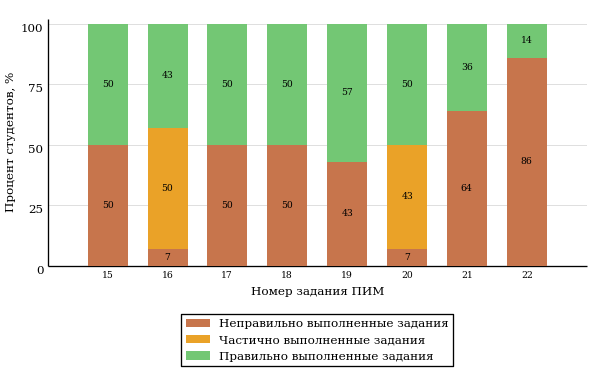 100
75
50
25
0
Процент студентов, %
50 43 50 50 57 50 36 14
50 50 50 50 43 43 64 86
7 7
15 16 17 18 19 20 21 22
Номер задания ПИМ
Неправильно выполненные задания
Частично выполненные задания
Правильно выполненные задания